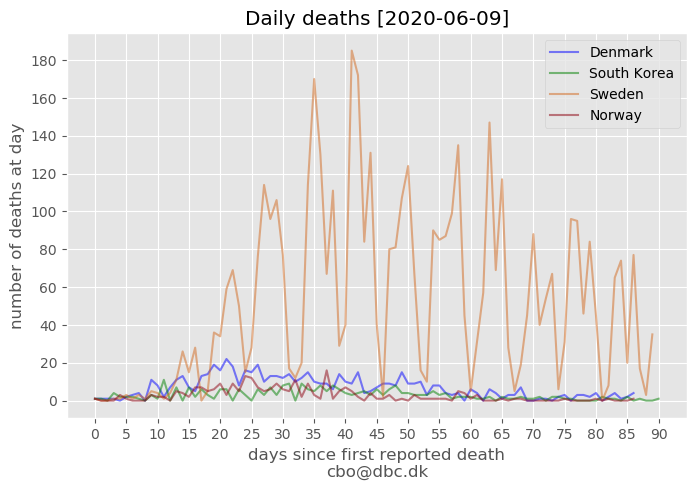 Daily deaths [2020-06-09]
Denmark
South Korea
Sweden
Norway
number of deaths at day
180
160
140
120
100
80
60
40
20
0
0 5 10 15 20 25 30 35 40 45 50 55 60 65 70 75 80 85 90
days since first reported death
cbo@dbc.dk